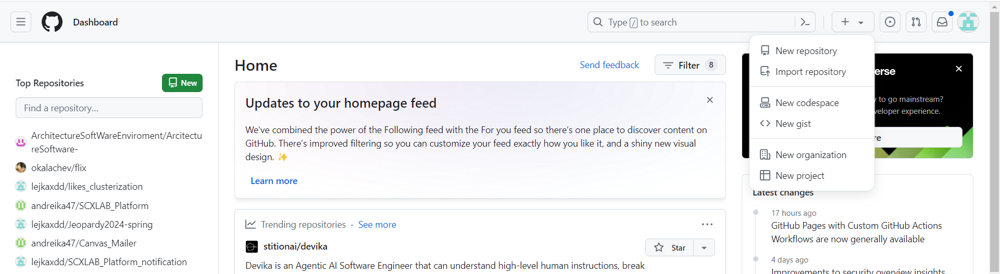 Dashboard
Type / to search
Top Repositories
New
Find a repository...
ArchitectureSoftWareEnviroment/Arcitectu
reSoftware-
okalachev/flix
lejkaxdd/likes_clusterization
andreika47/SCXLAB_Platform
lejkaxdd/Jeopardy2024-spring
andreika47/Canvas_Mailer
lejkaxdd/SCXLAB_Platform_notification
Home
Send feedback
Filter 8
Updates to your homepage feed
We've combined the power of the Following feed with the For you feed so there's one place to discover content on
GitHub. There's improved filtering so you can customize your feed exactly how you like it, and a shiny new visual
design. ✨
Learn more
Trending repositories · See more
stitionai/devika
Star
Devika is an Agentic AI Software Engineer that can understand high-level human instructions, break
New repository
Import repository
New codespace
New gist
New organization
New project
erse
y to go mainstream?
veloper experience.
re
Latest changes
17 hours ago
GitHub Pages with Custom GitHub Actions
Workflows are now generally available
4 days ago
Improvements to security overview insights